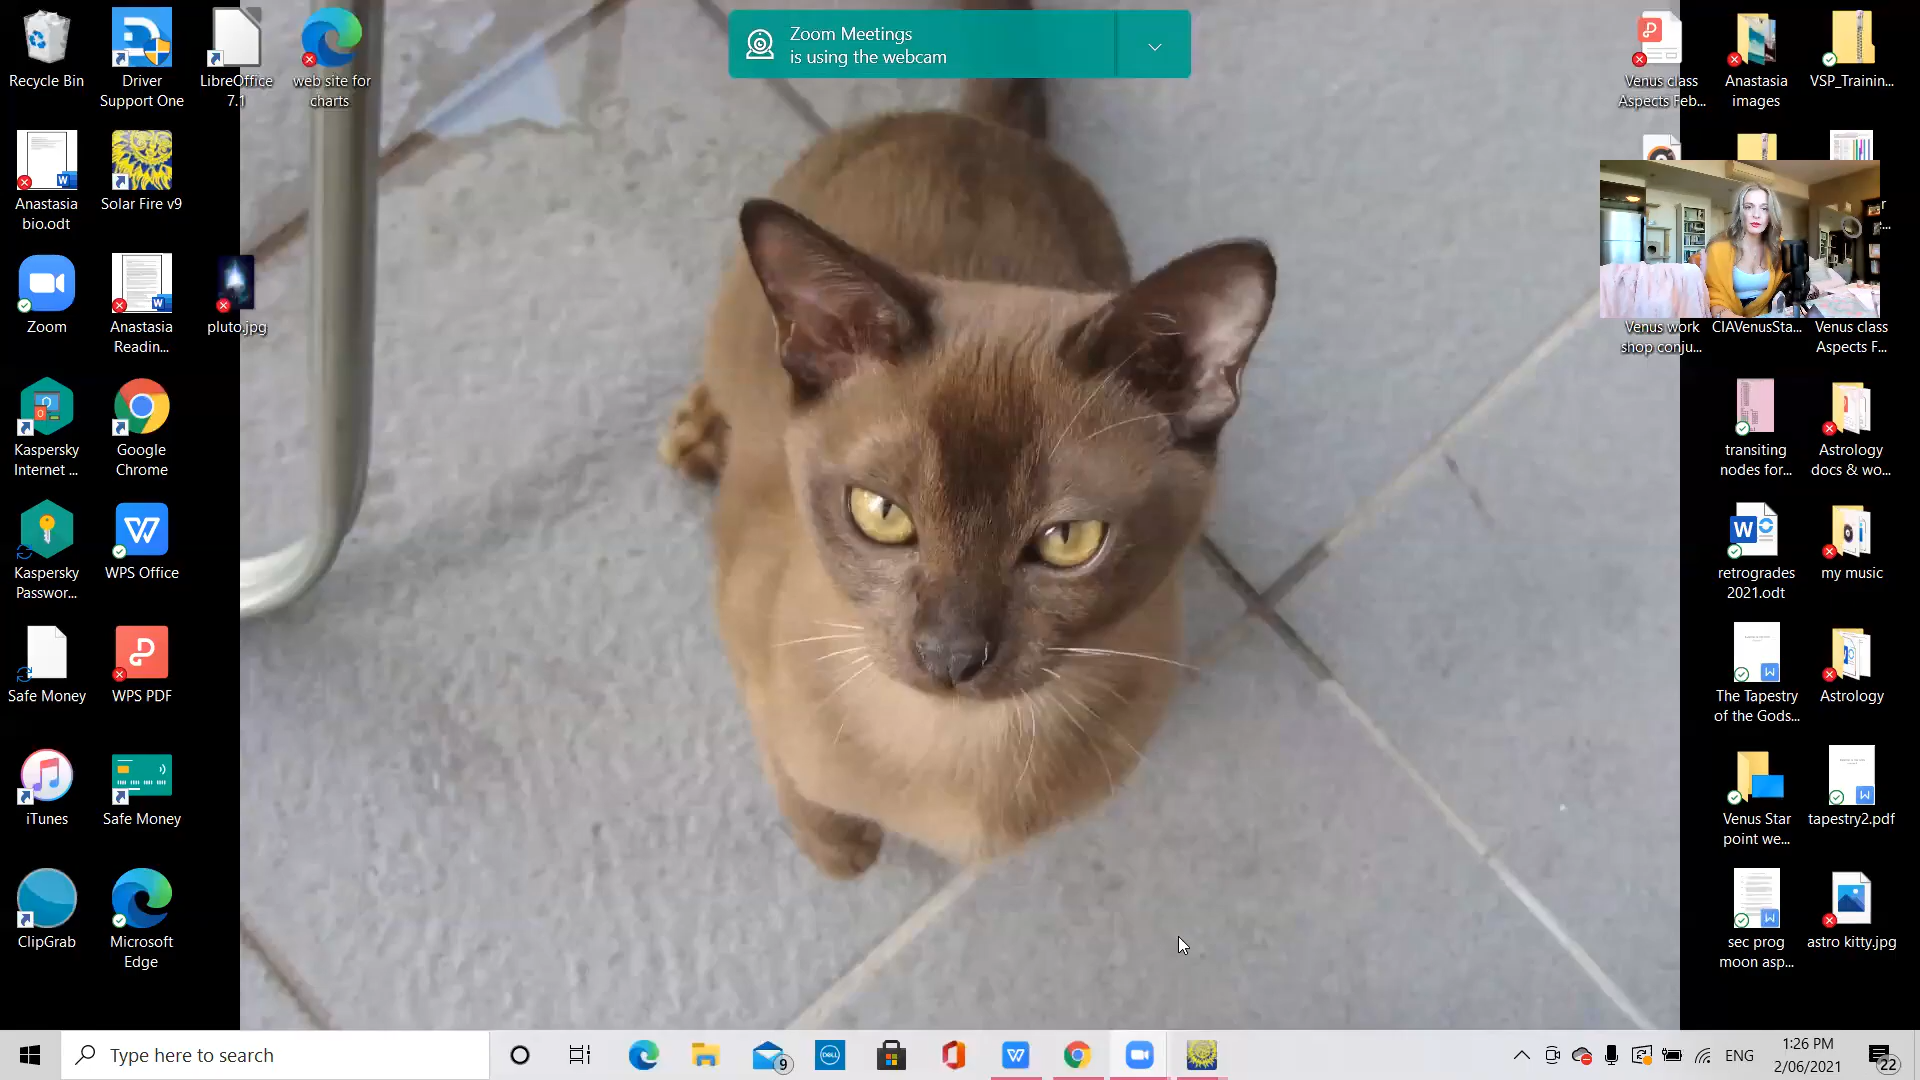 Zoom Meetings
is using the webcam
Recycle Bin
Driver
Support One
LibreOffice
7.1
web site for
charts
Venus class
Aspects Feb...
Anastasia
images
VSP_Trainin...
Anastasia
bio.odt
Solar Fire v9
Zoom
Anastasia
Readin...
pluto.jpg
Venus work
shop conju...
CIAVenusSta...
Venus class
Aspects F...
Kaspersky
Internet ...
Google
Chrome
transiting
nodes for...
Astrology
docs & wo...
Kaspersky
Passwor...
WPS Office
retrogrades
2021.odt
my music
Safe Money
WPS PDF
The Tapestry
of the Gods...
Astrology
iTunes
Safe Money
Venus Star
point we...
tapestry2.pdf
ClipGrab
Microsoft
Edge
sec prog
moon asp...
astro kitty.jpg
Type here to search
9
DELL
ENG
1:26 PM
2/06/2021
22